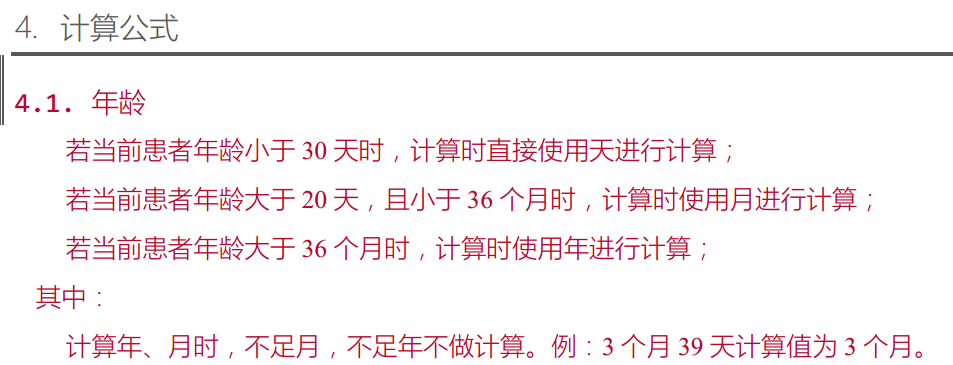 4. 计算公式
4.1. 年龄
若当前患者年龄小于 30 天时，计算时直接使用天进行计算；
若当前患者年龄大于 20 天，且小于 36 个月时，计算时使用月进行计算；
若当前患者年龄大于 36 个月时，计算时使用年进行计算；
其中：
计算年、月时，不足月，不足年不做计算。例：3 个月 39 天计算值为 3 个月。